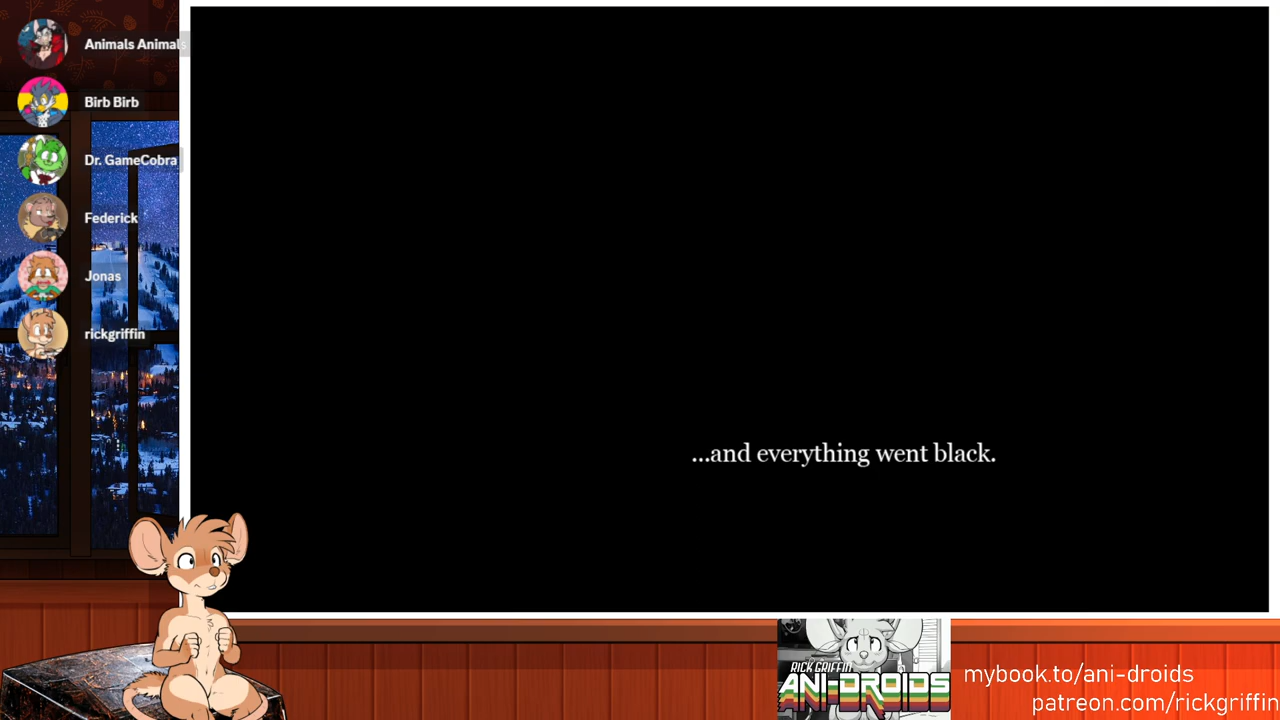 Animals Animals
Birb Birb
Dr. GameCobra
Federick
Jonas
rickgriffin
...and everything went black.
RICK GRIFFIN
ANI-DROIDS
mybook.to/ani-droids
patreon.com/rickgriffin